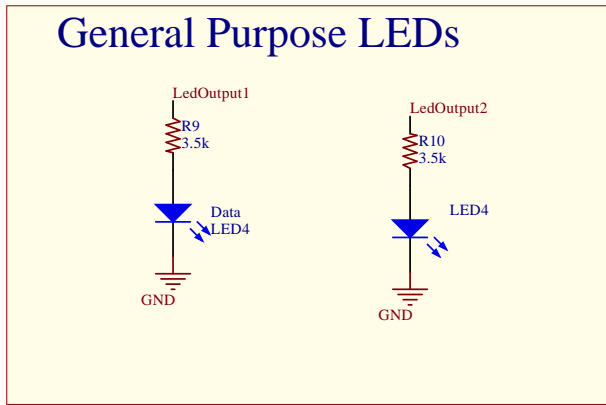 General Purpose LEDs
LedOutput1
R9
3.5k
Data
LED4
GND
LedOutput2
R10
3.5k
LED4
GND